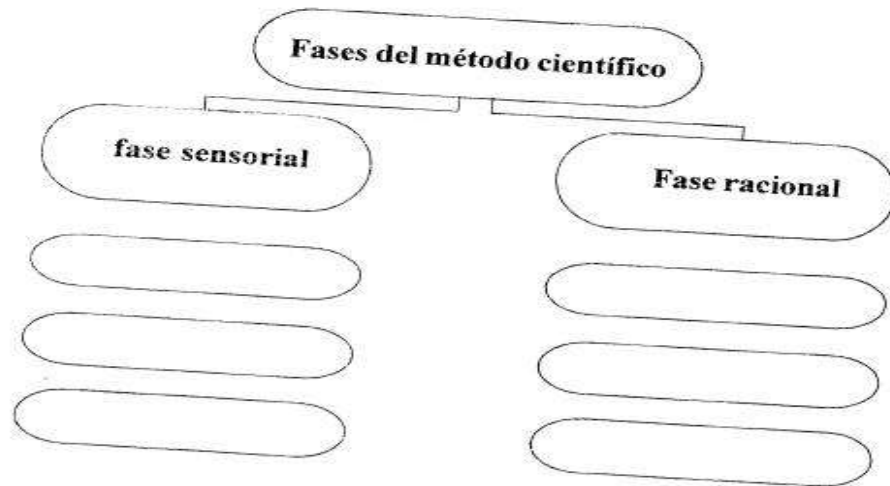 Fases del método científico
fase sensorial
Fase racional